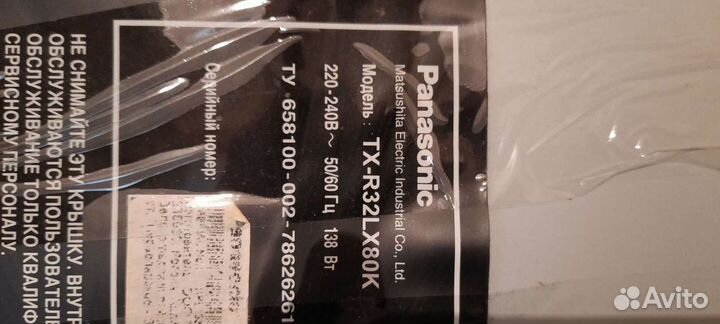 Panasonic
Matsushita Electric Industrial Co., Ltd.
Модель: TX-R32LX80K
220-240В ~ 50/60 Гц 138 Вт
ТУ 658100-002-78626261
Серийный номер:
НЕ СНИМАЙТЕ ЭТУ КРЫШКУ. ВНУТР
ОБСЛУЖИВАЮТСЯ ПОЛЬЗОВАТЕЛЕ
ОБСЛУЖИВАНИЕ ТОЛЬКО КВАЛИФ
СЕРВИСНОМУ ПЕРСОНАЛУ.
Avito